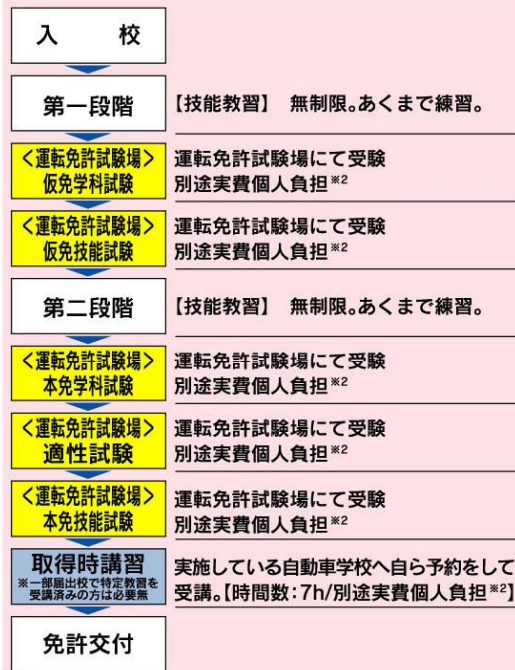 入　校
第一段階
【技能教習】　無制限。あくまで練習。
<運転免許試験場>
仮免学科試験
運転免許試験場にて受験
別途実費個人負担※2
<運転免許試験場>
仮免技能試験
運転免許試験場にて受験
別途実費個人負担※2
第二段階
【技能教習】　無制限。あくまで練習。
<運転免許試験場>
本免学科試験
運転免許試験場にて受験
別途実費個人負担※2
<運転免許試験場>
適性試験
運転免許試験場にて受験
別途実費個人負担※2
<運転免許試験場>
本免技能試験
運転免許試験場にて受験
別途実費個人負担※2
取得時講習
※一部届出校で特定教習を
受講済みの方は必要無
実施している自動車学校へ自ら予約をして
受講。【時間数：7h/別途実費個人負担※2】
免許交付